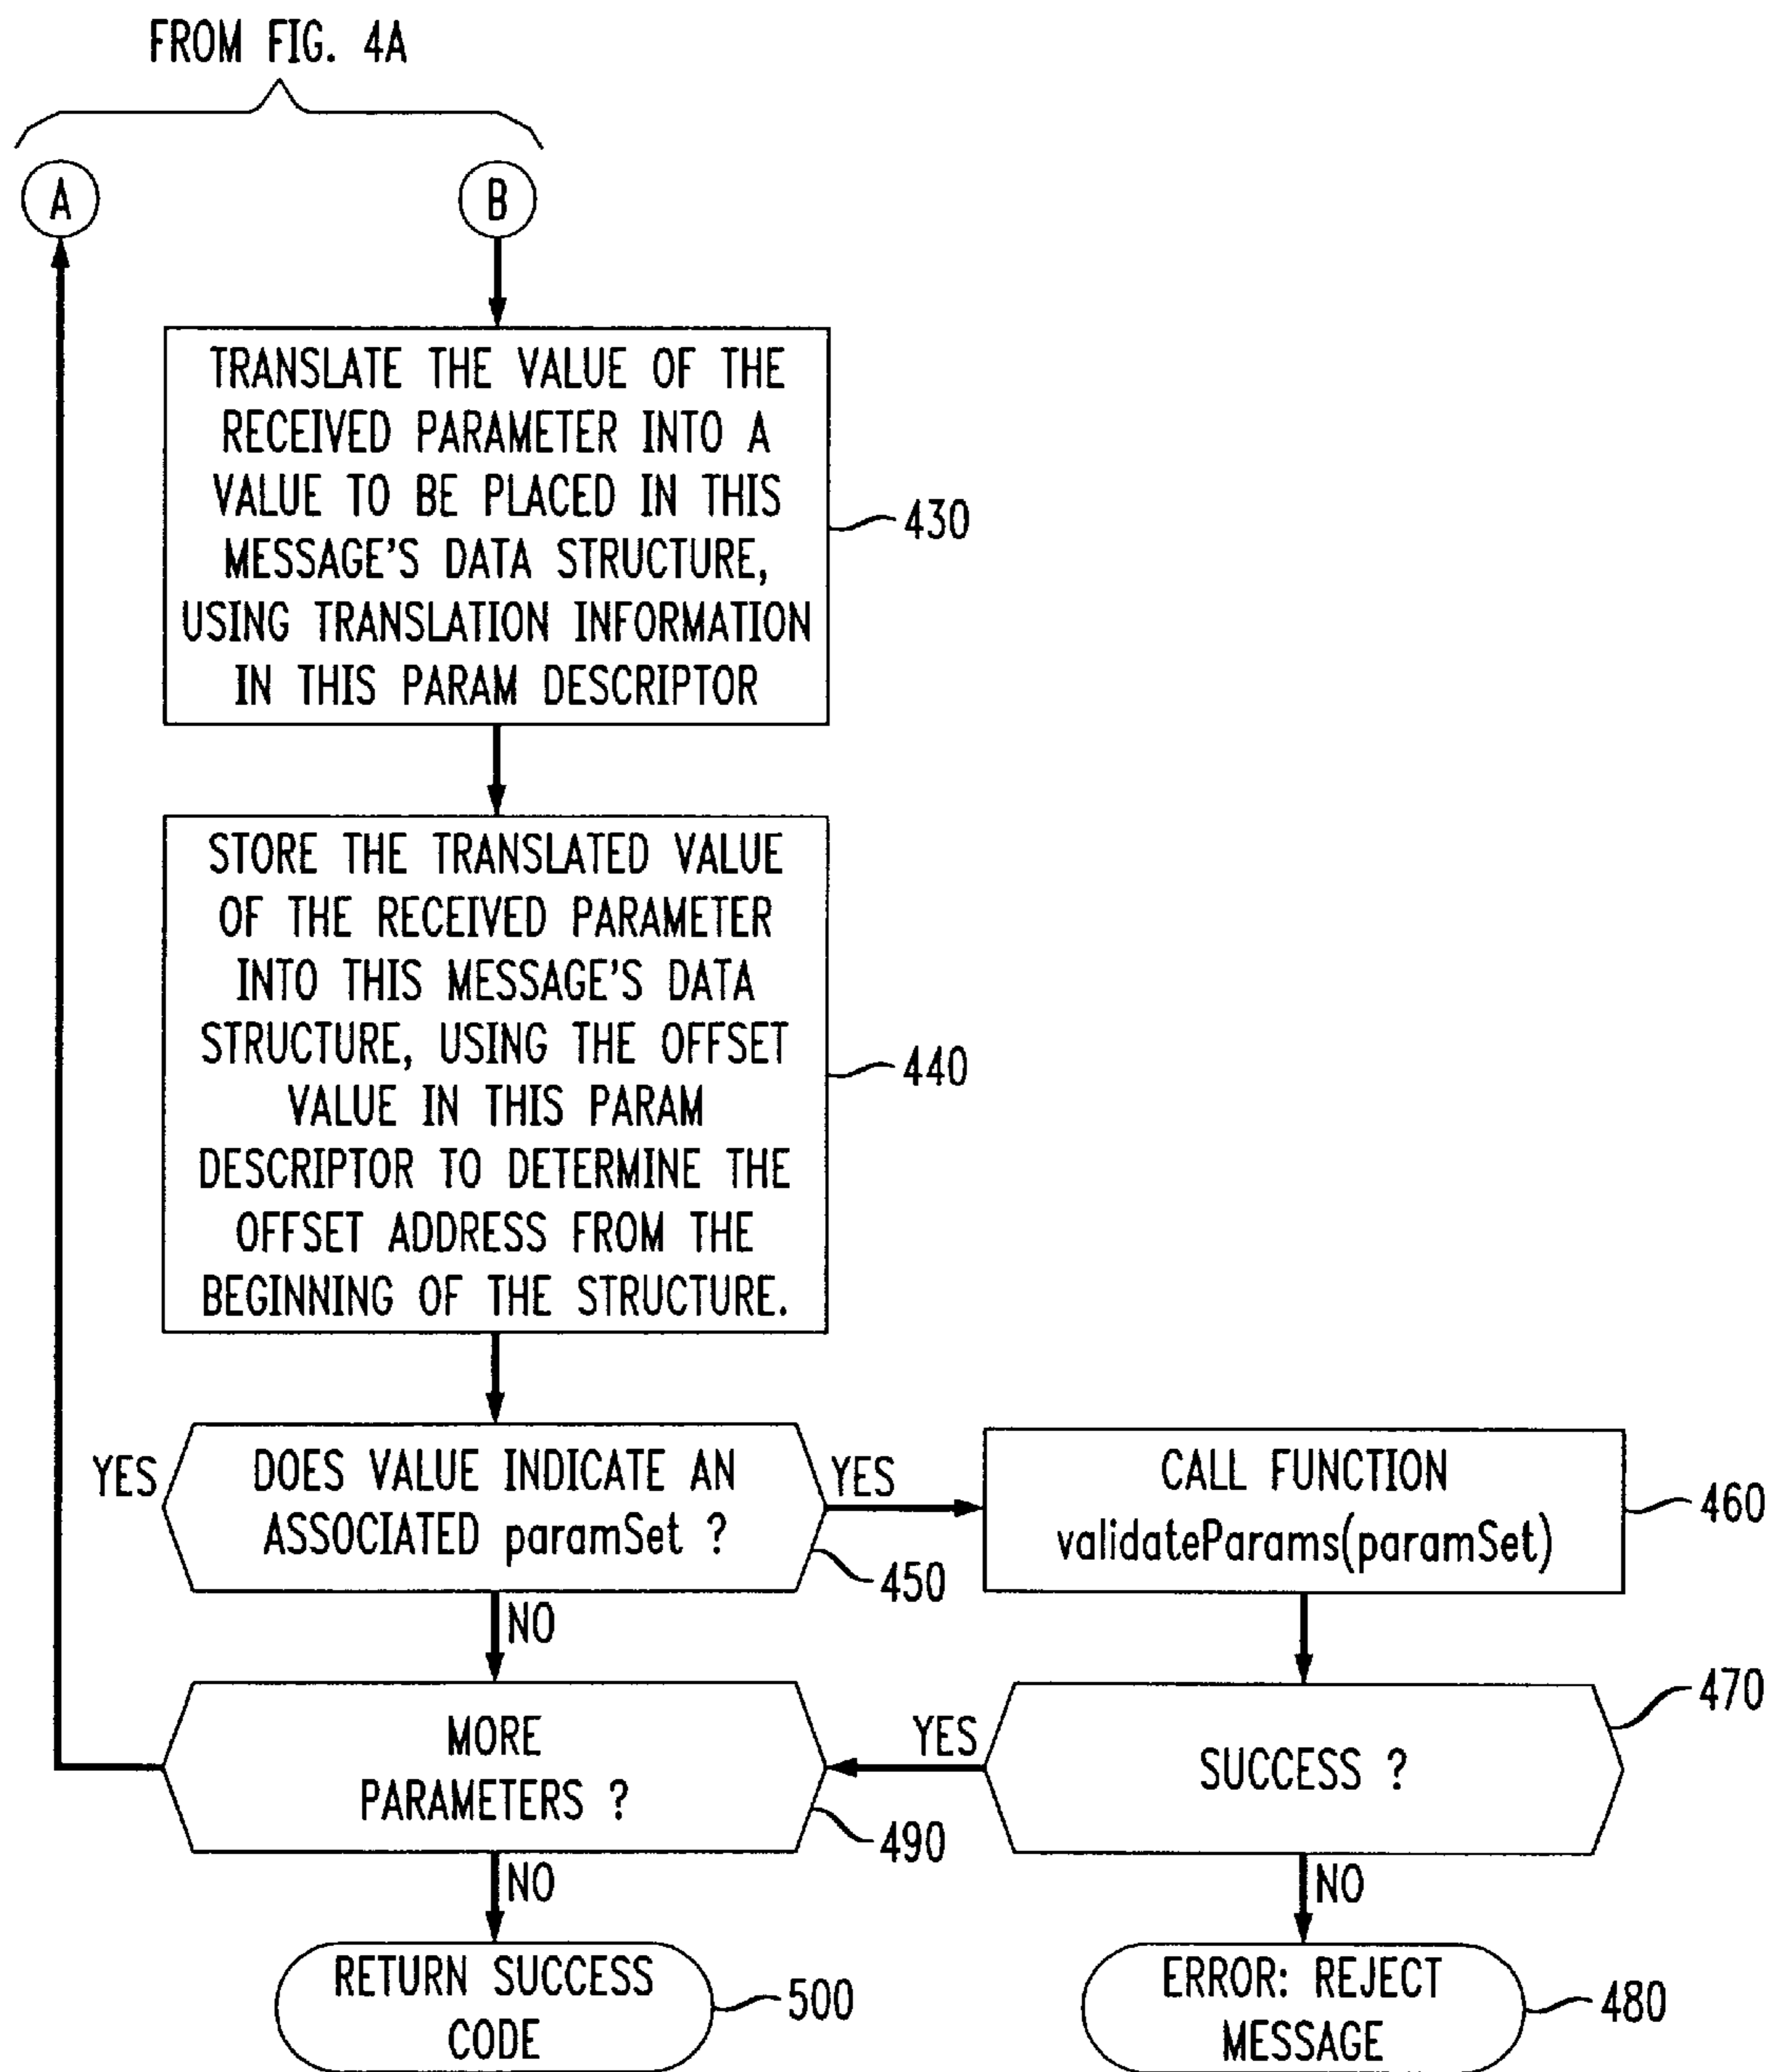 FROM FIG. 4A
A
B
TRANSLATE THE VALUE OF THE
RECEIVED PARAMETER INTO A
VALUE TO BE PLACED IN THIS
MESSAGE'S DATA STRUCTURE,
USING TRANSLATION INFORMATION
IN THIS PARAM DESCRIPTOR
430
STORE THE TRANSLATED VALUE
OF THE RECEIVED PARAMETER
INTO THIS MESSAGE'S DATA
STRUCTURE, USING THE OFFSET
VALUE IN THIS PARAM
DESCRIPTOR TO DETERMINE THE
OFFSET ADDRESS FROM THE
BEGINNING OF THE STRUCTURE.
440
YES
DOES VALUE INDICATE AN
ASSOCIATED paramSet ?
450
YES
CALL FUNCTION
validateParams(paramSet)
460
NO
MORE
PARAMETERS ?
490
YES
SUCCESS ?
470
NO
RETURN SUCCESS
CODE
500
NO
ERROR: REJECT
MESSAGE
480